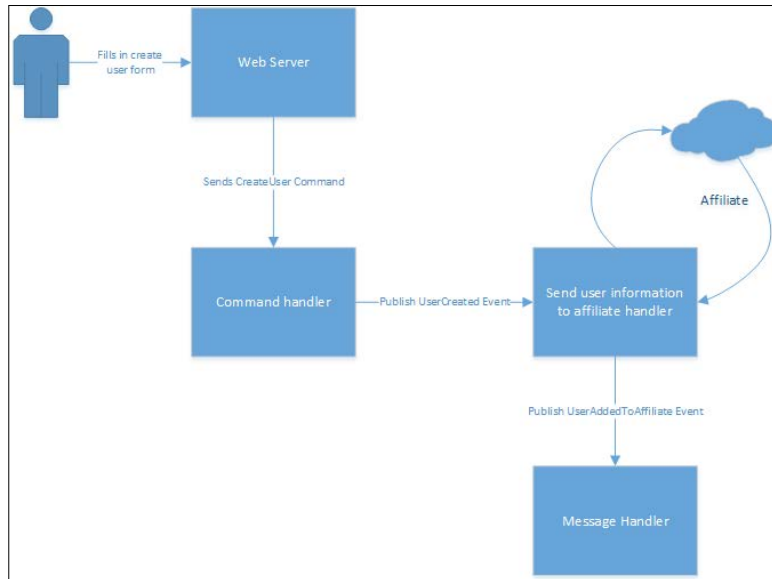 Fills in create
user form
Web Server
Sends CreateUser Command
Affiliate
Command handler
Publish UserCreated Event
Send user information
to affiliate handler
Publish UserAddedToAffiliate Event
Message Handler